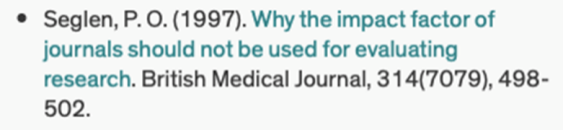 • Seglen, P. O. (1997). Why the impact factor of
journals should not be used for evaluating
research. British Medical Journal, 314(7079), 498-
502.